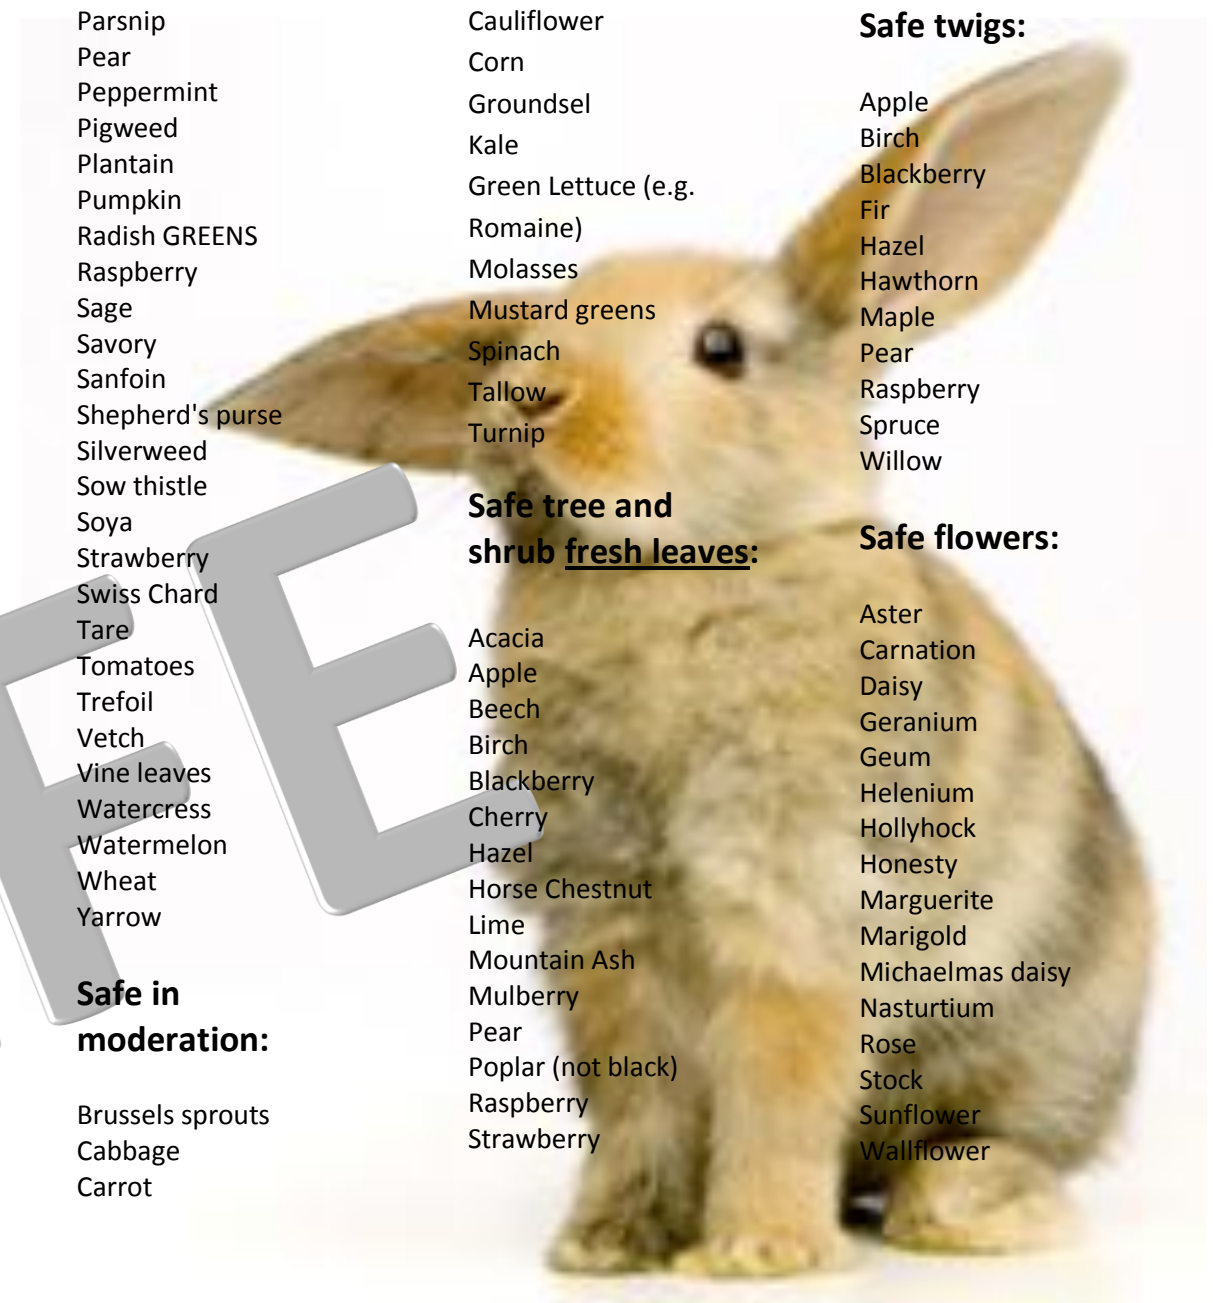 Parsnip
Pear
Peppermint
Pigweed
Plantain
Pumpkin
Radish GREENS
Raspberry
Sage
Savory
Sanfoin
Shepherd's purse
Silverweed
Sow thistle
Soya
Strawberry
Swiss Chard
Tare
Tomatoes
Trefoil
Vetch
Vine leaves
Watercress
Watermelon
Wheat
Yarrow
Safe in
moderation:
Brussels sprouts
Cabbage
Carrot
Cauliflower
Corn
Groundsel
Kale
Green Lettuce (e.g.
Romaine)
Molasses
Mustard greens
Spinach
Tallow
Turnip
Safe tree and
shrub fresh leaves:
Acacia
Apple
Beech
Birch
Blackberry
Cherry
Hazel
Horse Chestnut
Lime
Mountain Ash
Mulberry
Pear
Poplar (not black)
Raspberry
Strawberry
Safe twigs:
Apple
Birch
Blackberry
Fir
Hazel
Hawthorn
Maple
Pear
Raspberry
Spruce
Willow
Safe flowers:
Aster
Carnation
Daisy
Geranium
Geum
Helenium
Hollyhock
Honesty
Marguerite
Marigold
Michaelmas daisy
Nasturtium
Rose
Stock
Sunflower
Wallflower
FE